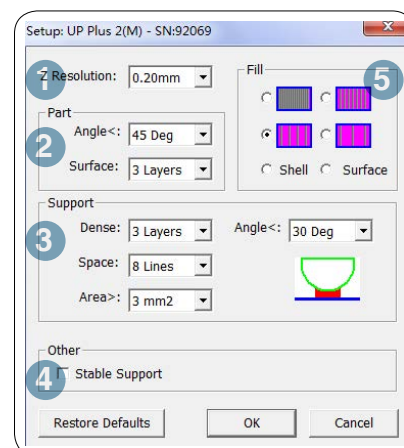 Setup: UP Plus 2(M) - SN:92069
1 Z Resolution: 0.20mm
Fill 5
Part
2 Angle<: 45 Deg
Surface: 3 Layers
Shell Surface
Support
3 Dense: 3 Layers Angle<: 30 Deg
Space: 8 Lines
Area>: 3 mm2
Other
4 Stable Support
Restore Defaults OK Cancel